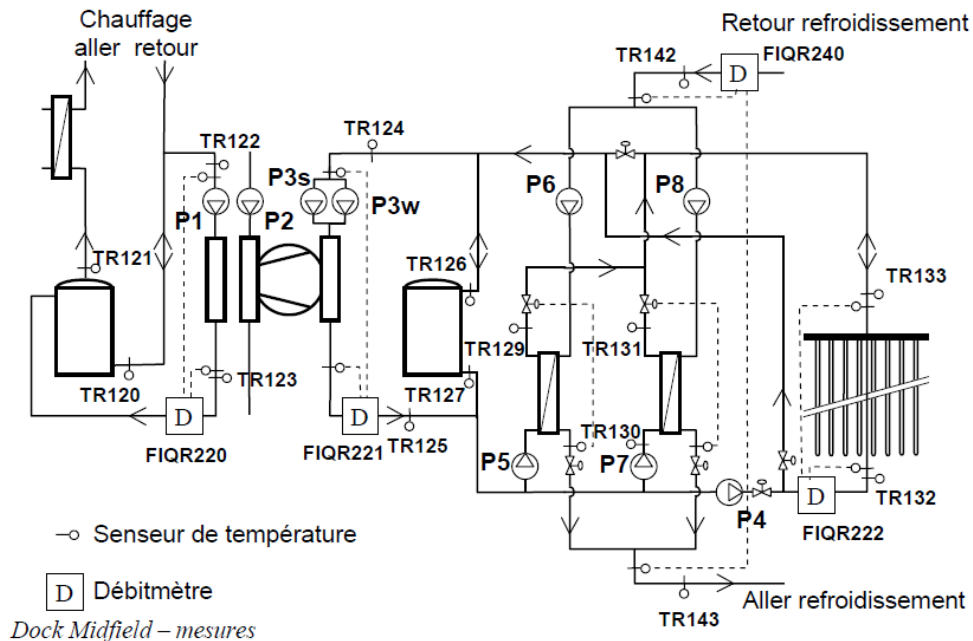 Chauffage
aller retour
Retour refroidissement
TR142
D
FIQR240
TR124
TR122
P3s
P6
P8
P1
P2
P3w
TR121
TR126
TR133
TR129
TR131
TR120
TR123
TR127
D
D
TR130
D
FIQR220
FIQR221
TR125
P5
P7
P4
FIQR222
TR132
Senseur de température
D Débitmètre
TR143
Aller refroidissement
Dock Midfield – mesures